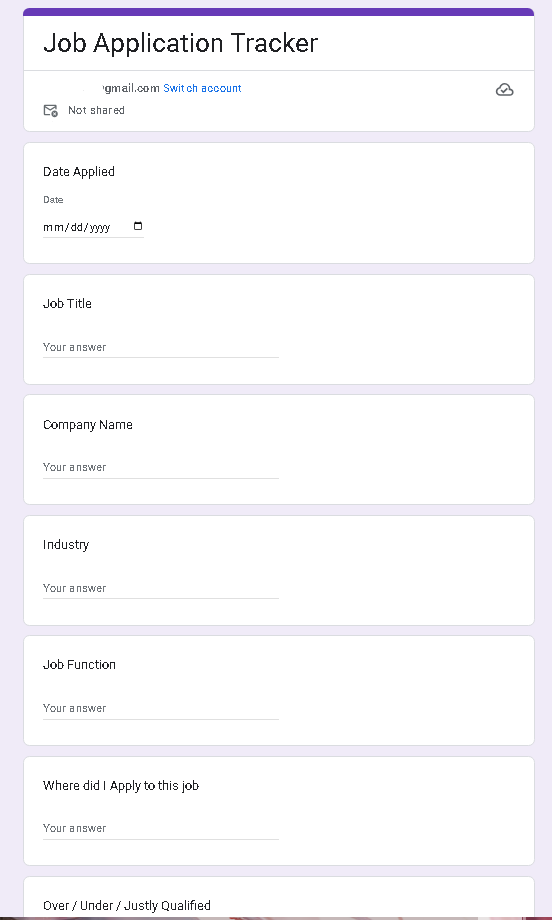 Job Application Tracker
gmail.com Switch account
Not shared
Date Applied
Date
mm/dd/yyyy
Job Title
Your answer
Company Name
Your answer
Industry
Your answer
Job Function
Your answer
Where did I Apply to this job
Your answer
Over / Under / Justly Qualified